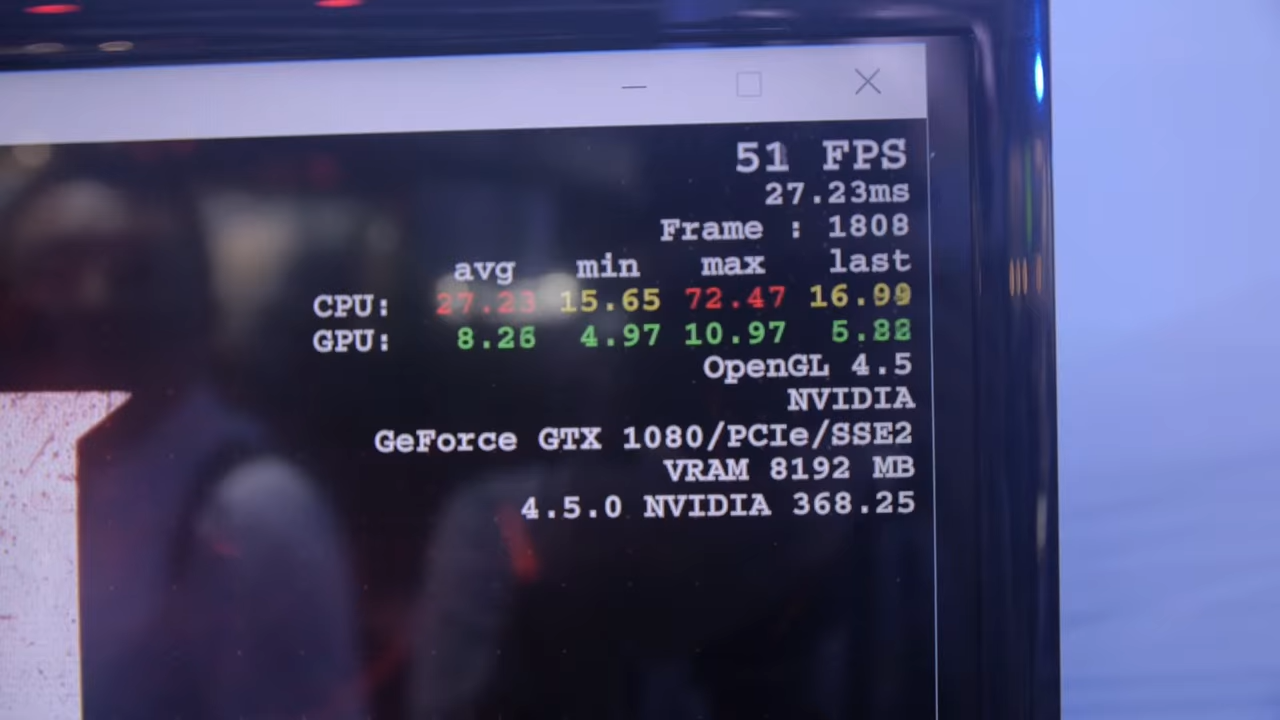 51 FPS
27.23ms
Frame : 1808
avg min max last
CPU: 27.23 15.65 72.47 16.99
GPU: 8.26 4.97 10.97 5.88
OpenGL 4.5
NVIDIA
GeForce GTX 1080/PCIe/SSE2
VRAM 8192 MB
4.5.0 NVIDIA 368.25